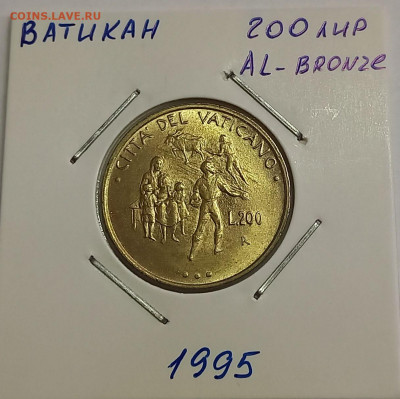 COINS.LAVE.RU
ВАТИКАН
200 лир
AL-BRONZE
· CITTA' DEL VATICANO ·
L.200
R
1995